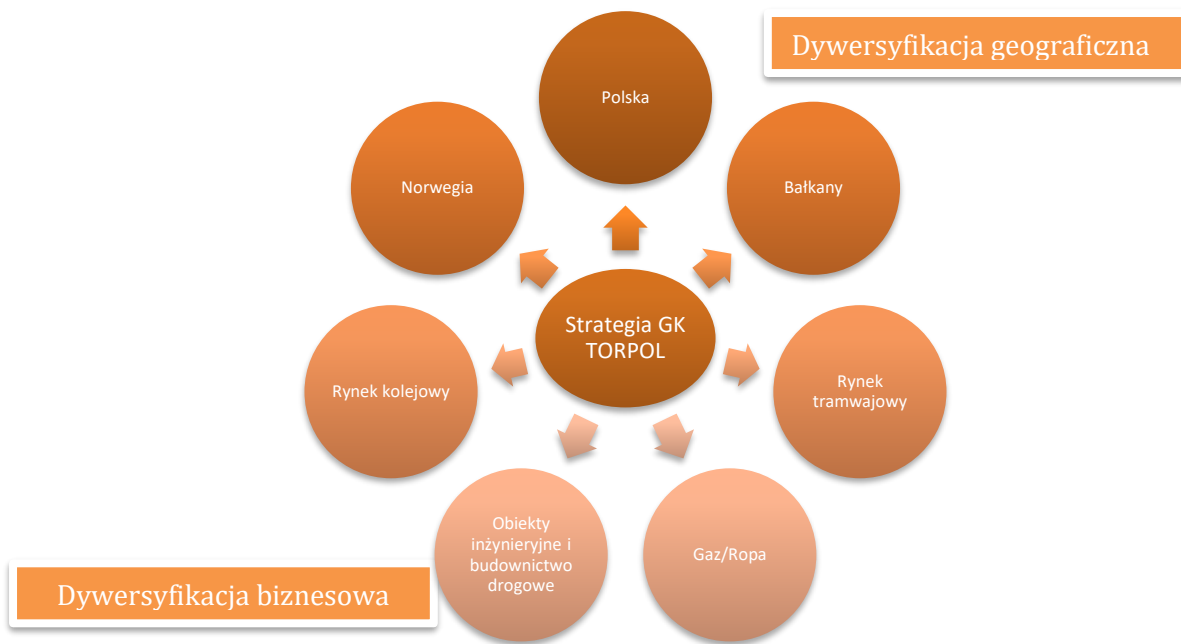 Dywersyfikacja geograficzna
Polska
Norwegia
Bałkany
Strategia GK
TORPOL
Rynek kolejowy
Rynek
tramwajowy
Obiekty
inżynieryjne i
budownictwo
drogowe
Gaz/Ropa
Dywersyfikacja biznesowa